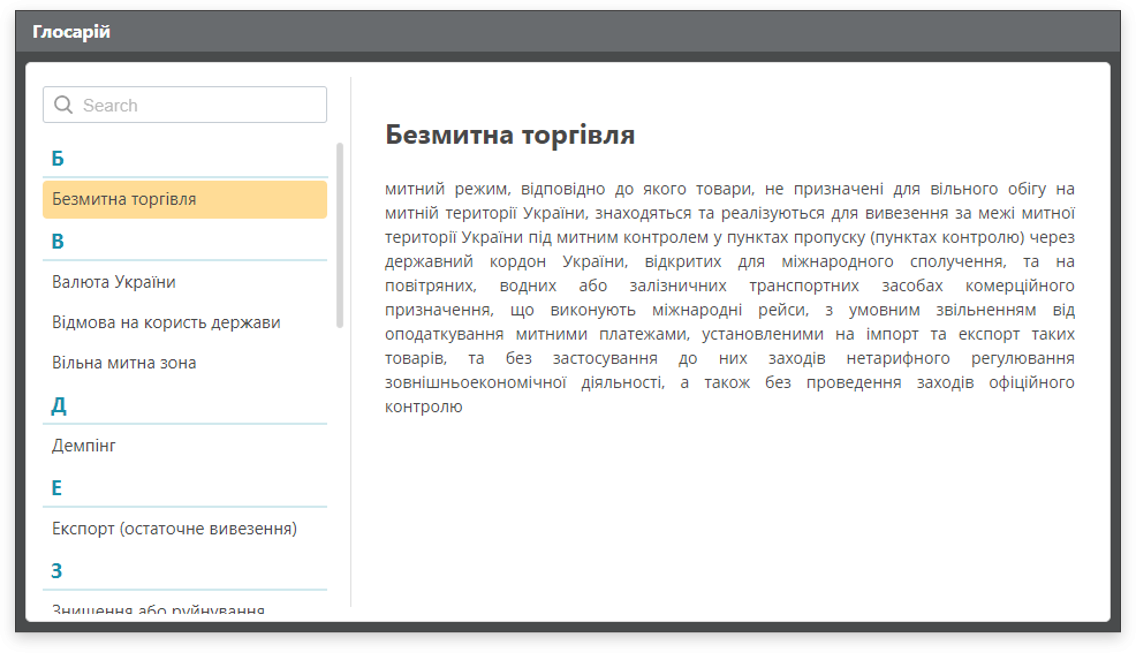 Глосарій
Search
Б
Безмитна торгівля
В
Валюта України
Відмова на користь держави
Вільна митна зона
Д
Демпінг
Е
Експорт (остаточне вивезення)
З
Знищення або руйнування
Безмитна торгівля
митний режим, відповідно до якого товари, не призначені для вільного обігу на
митній території України, знаходяться та реалізуються для вивезення за межі митної
території України під митним контролем у пунктах пропуску (пунктах контролю) через
державний кордон України, відкритих для міжнародного сполучення, та на
повітряних, водних або залізничних транспортних засобах комерційного
призначення, що виконують міжнародні рейси, з умовним звільненням від
оподаткування митними платежами, установленими на імпорт та експорт таких
товарів, та без застосування до них заходів нетарифного регулювання
зовнішньоекономічної діяльності, а також без проведення заходів офіційного
контролю